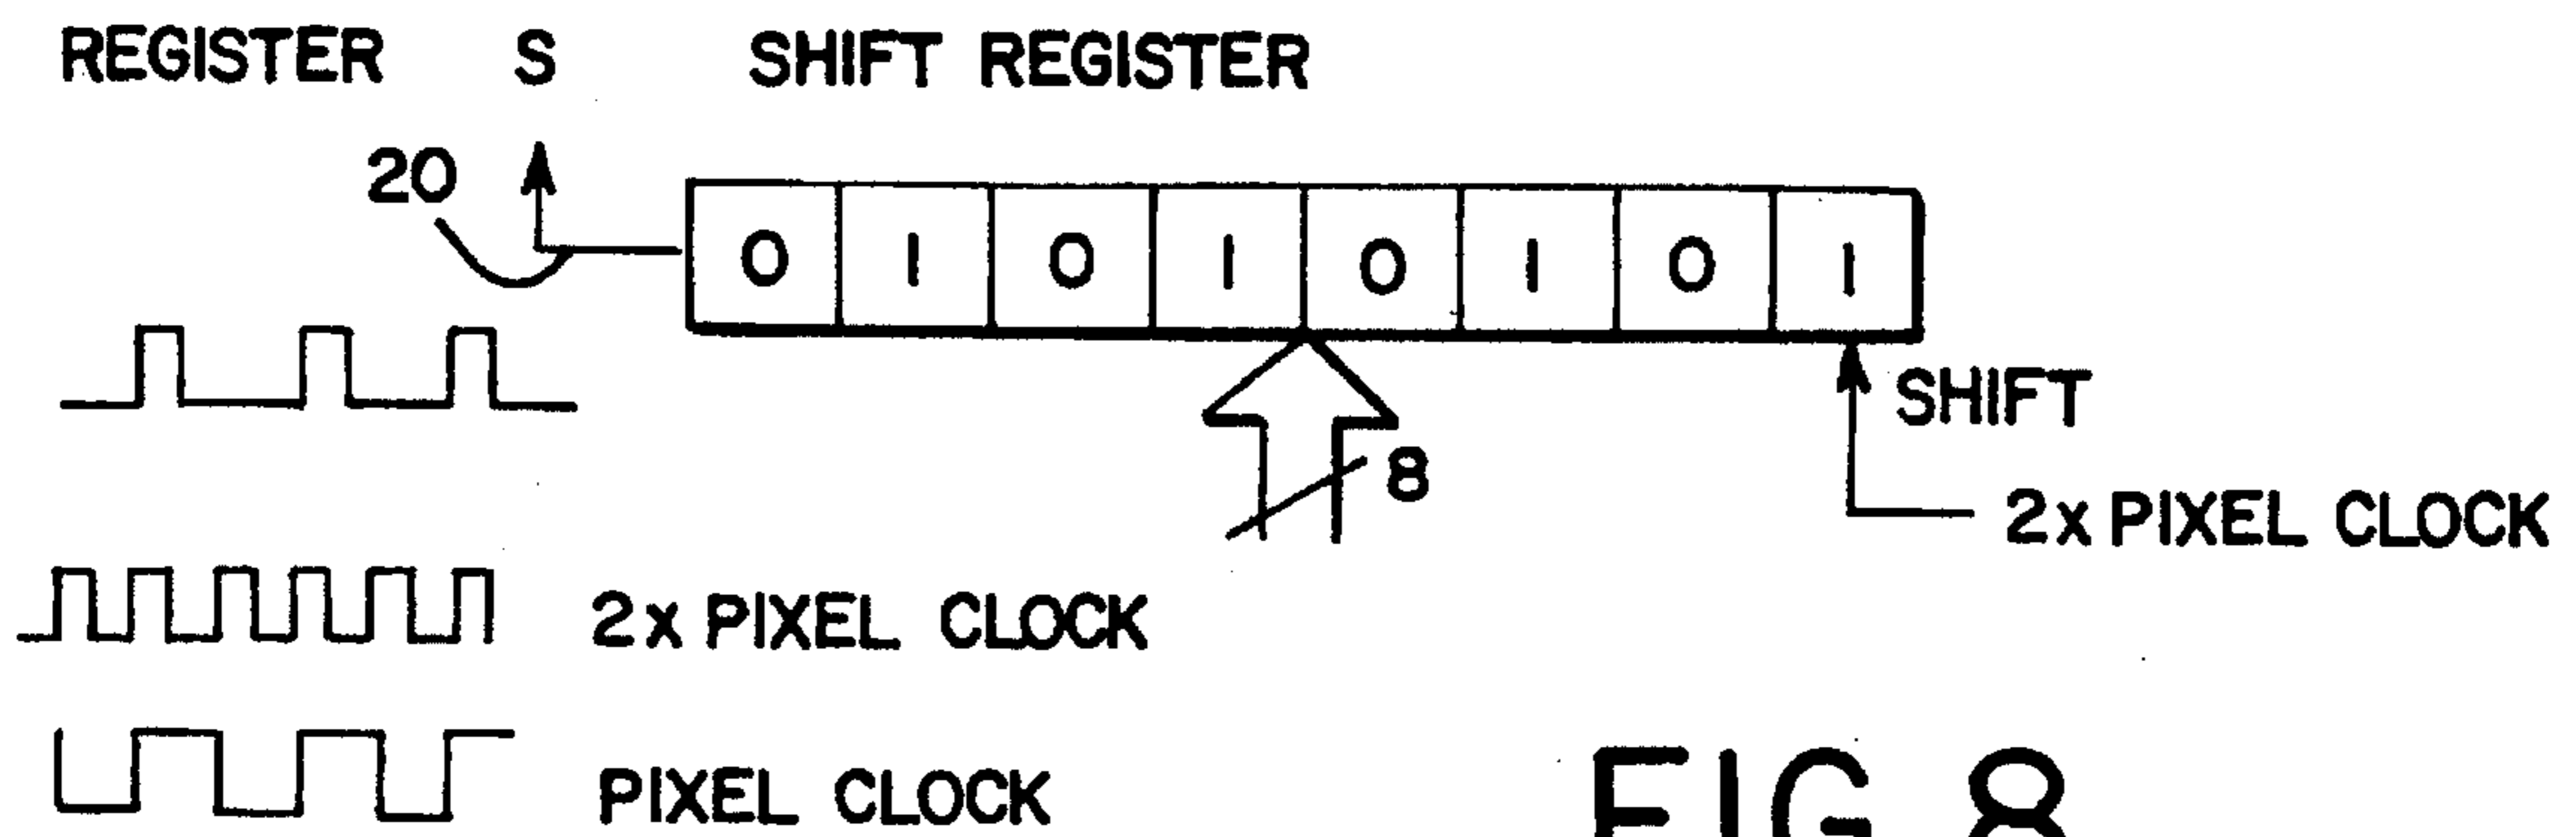 REGISTER S SHIFT REGISTER
20
0 1 0 1 0 1 0 1
SHIFT
8
2x PIXEL CLOCK
2x PIXEL CLOCK
PIXEL CLOCK
FIG 8